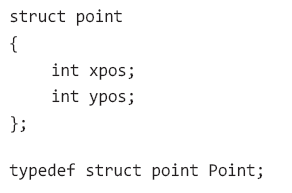 struct point
{
    int xpos;
    int ypos;
};
typedef struct point Point;